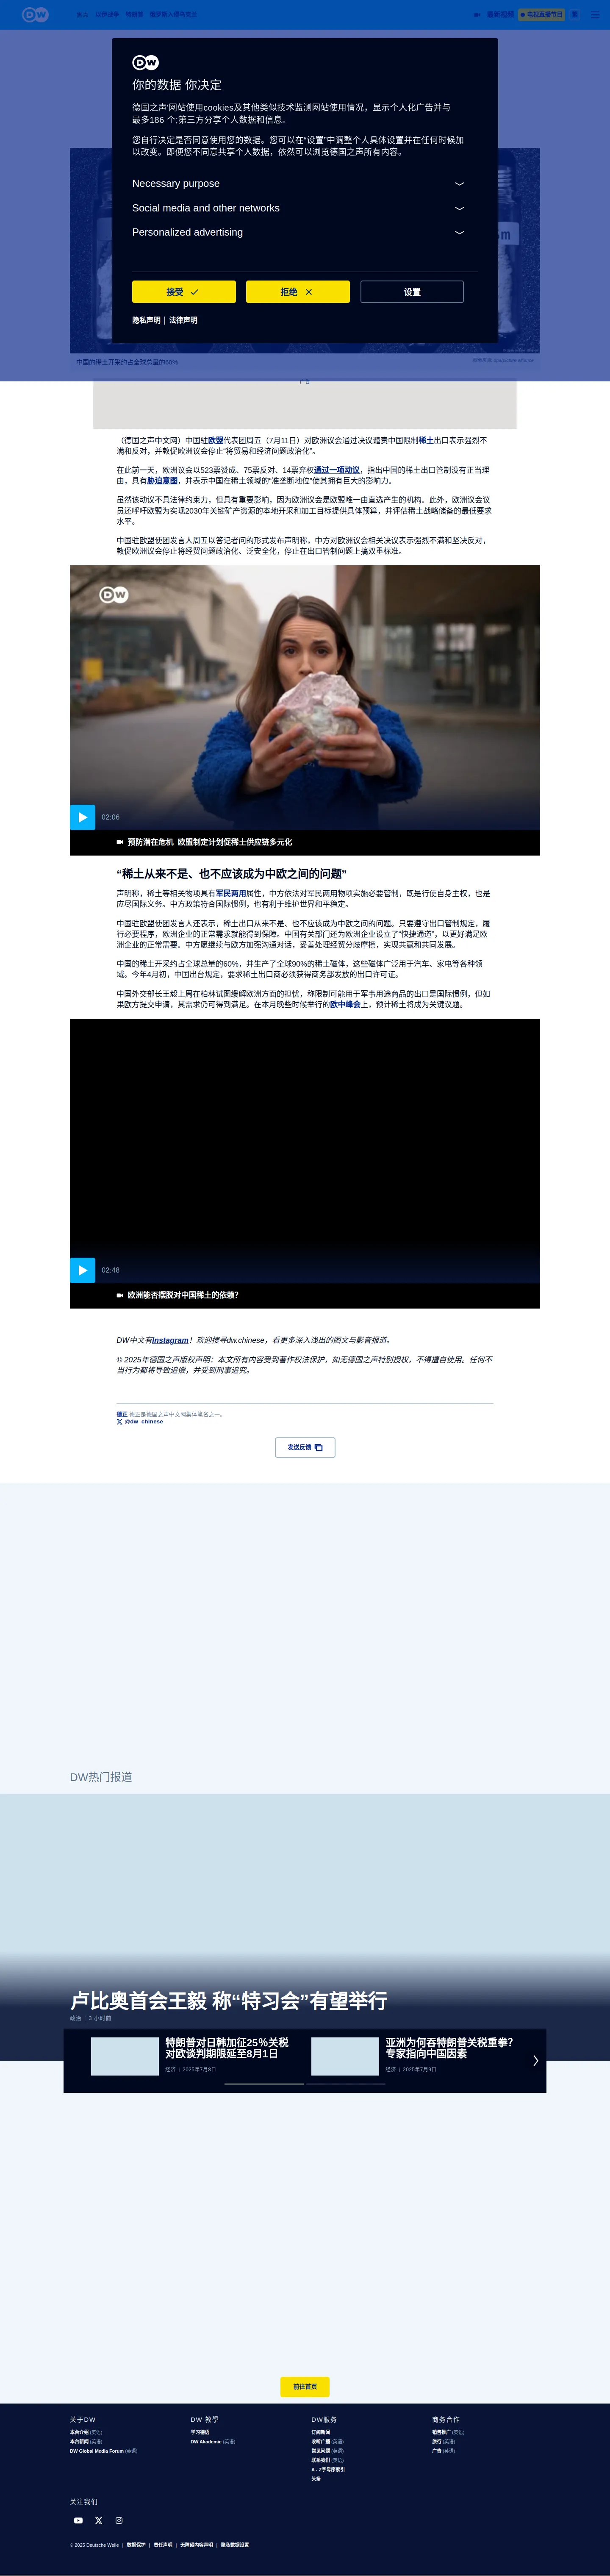 DW
以伊战争
特朗普
俄罗斯入侵乌克兰
最新视频
电视直播节目
DW
你的数据 你决定
德国之声'网站使用cookies及其他类似技术监测网站使用情况，显示个人化广告并与
最多186 个;第三方掌握个人数据和信息。
您自行决定是否同意使用您的数据。您可以在“设置”中调整个人具体设置并在任何时候加
以改变。即便您不同意共享个人数据，依然可以浏览德国之声所有内容。
Necessary purpose
Social media and other networks
Personalized advertising
接受
拒绝
设置
隐私声明 | 法律声明
中国的稀土开采约占全球总量的60%
广告
（德国之声中文网）中国驻欧盟代表团周五（7月11日）对欧洲议会通过决议谴责中国限制稀土出口表示强烈不
满和反对，并敦促欧洲议会停止“将贸易和经济问题政治化”。
在此前一天，欧洲议会以523票赞成、75票反对、14票弃权通过一项动议，指出中国的稀土出口管制没有正当理
由，具有胁迫意图，并表示中国在稀土领域的“准垄断地位”使其拥有巨大的影响力。
虽然该动议不具法律约束力，但具有重要影响，因为欧洲议会是欧盟唯一由直选产生的机构。此外，欧洲议会议
员还呼吁欧盟为实现2030年关键矿产资源的本地开采和加工目标提供具体预算，并评估稀土战略储备的最低要求
水平。
中国驻欧盟使团发言人周五以答记者问的形式发布声明称，中方对欧洲议会相关决议表示强烈不满和坚决反对，
敦促欧洲议会停止将经贸问题政治化、泛安全化，停止在出口管制问题上搞双重标准。
DW
02:06
预防潜在危机 欧盟制定计划促稀土供应链多元化
“稀土从来不是、也不应该成为中欧之间的问题”
声明称，稀土等相关物项具有军民两用属性，中方依法对军民两用物项实施必要管制，既是行使自身主权，也是
应尽国际义务。中方政策符合国际惯例，也有利于维护世界和平稳定。
中国驻欧盟使团发言人还表示，稀土出口从来不是、也不应该成为中欧之间的问题。只要遵守出口管制规定，履
行必要程序，欧洲企业的正常需求就能得到保障。中国有关部门还为欧洲企业设立了“快捷通道”，以更好满足欧
洲企业的正常需要。中方愿继续与欧方加强沟通对话，妥善处理经贸分歧摩擦，实现共赢和共同发展。
中国的稀土开采约占全球总量的60%，并生产了全球90%的稀土磁体，这些磁体广泛用于汽车、家电等各种领
域。今年4月初，中国出台规定，要求稀土出口商必须获得商务部发放的出口许可证。
中国外交部长王毅上周在柏林试图缓解欧洲方面的担忧，称限制可能用于军事用途商品的出口是国际惯例，但如
果欧方提交申请，其需求仍可得到满足。在本月晚些时候举行的欧中峰会上，预计稀土将成为关键议题。
02:48
欧洲能否摆脱对中国稀土的依赖？
DW中文有Instagram！欢迎搜寻dw.chinese，看更多深入浅出的图文与影音报道。
© 2025年德国之声版权声明：本文所有内容受到著作权法保护，如无德国之声特别授权，不得擅自使用。任何不
当行为都将导致追偿，并受到刑事追究。
德正 德正是德国之声中文网集体笔名之一。
@dw_chinese
发送反馈
DW热门报道
卢比奥首会王毅 称“特习会”有望举行
政治 | 3 小时前
特朗普对日韩加征25%关税
对欧谈判期限延至8月1日
经济 | 2025年7月8日
亚洲为何吞特朗普关税重拳？
专家指向中国因素
经济 | 2025年7月9日
前往首页
关于DW
本台介绍 (英语)
本台新闻 (英语)
DW Global Media Forum (英语)
DW 教學
学习德语
DW Akademie (英语)
DW服务
订阅新闻
收听广播 (英语)
常见问题 (英语)
联系我们 (英语)
A - Z字母序索引
头条
商务合作
销售推广 (英语)
旅行 (英语)
广告 (英语)
关注我们
© 2025 Deutsche Welle | 数据保护 | 责任声明 | 无障碍内容声明 | 隐私数据设置